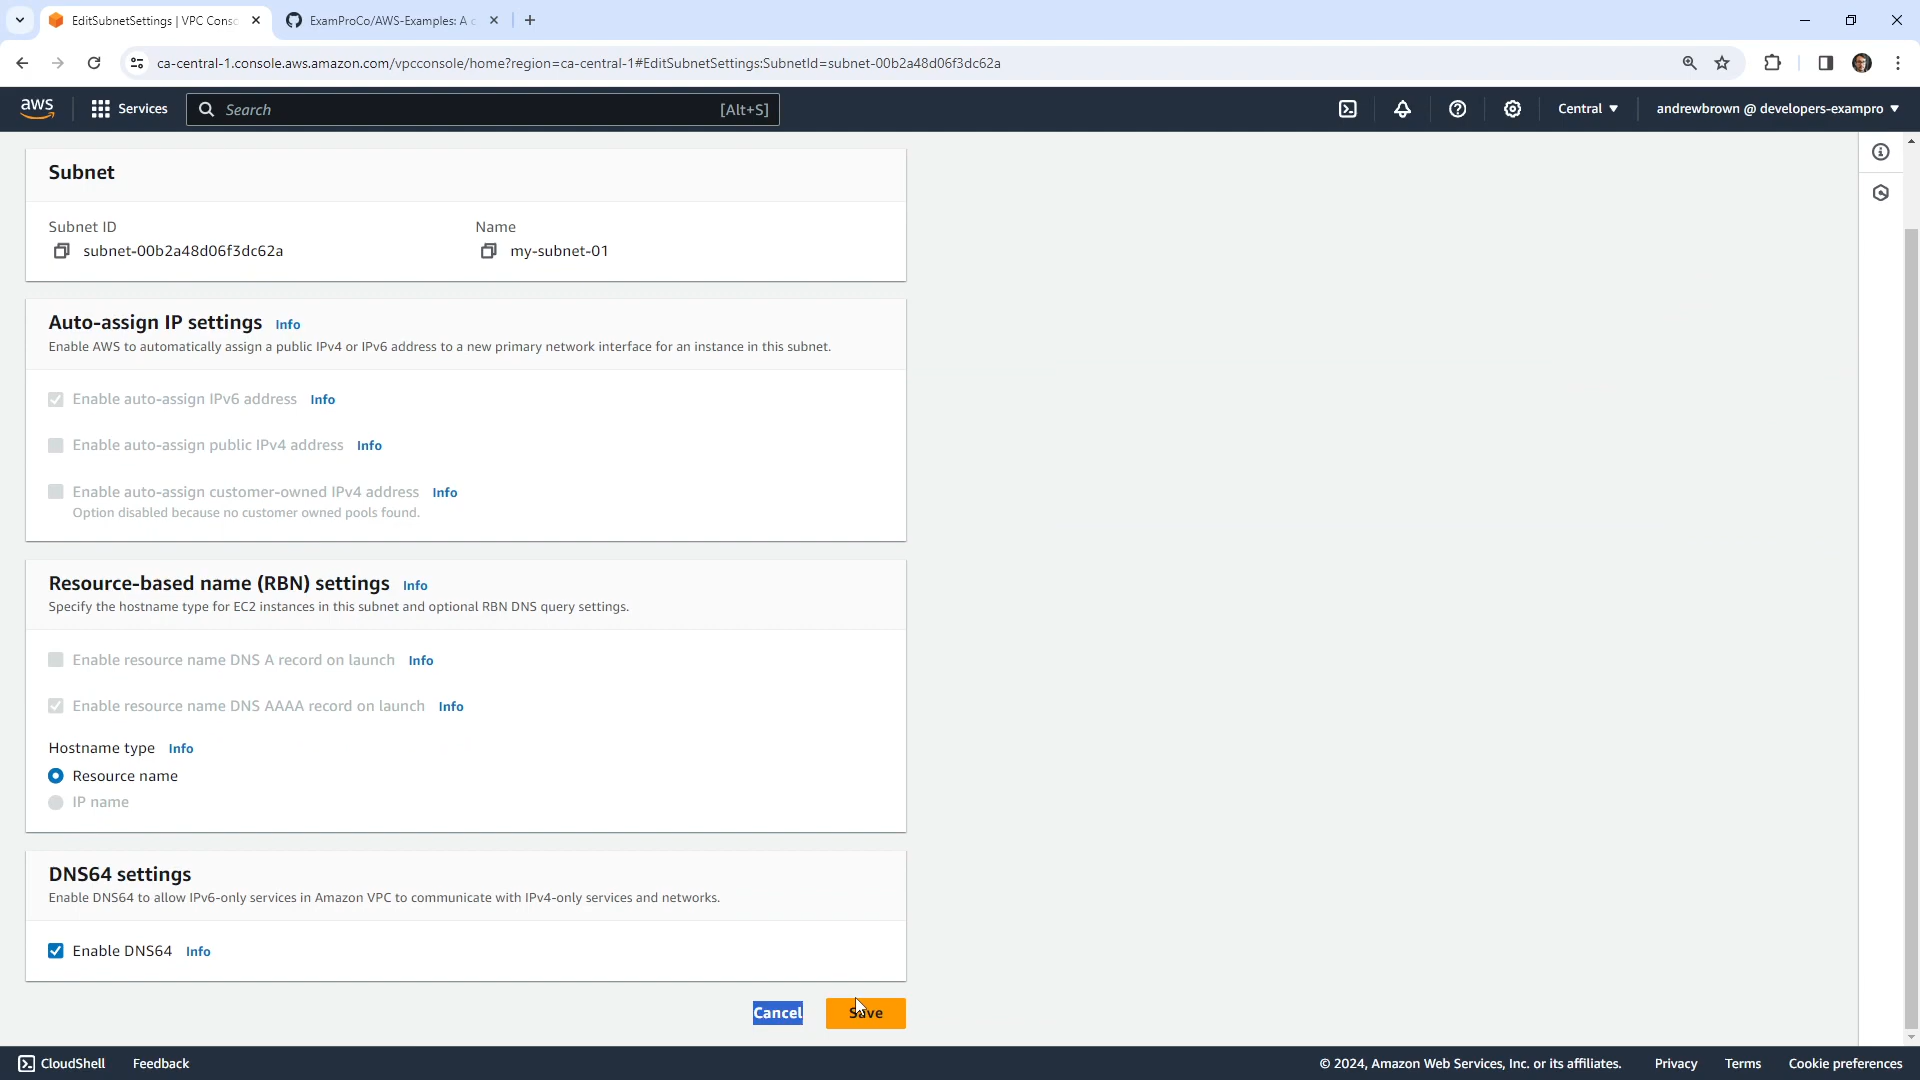 EditSubnetSettings | VPC Consc
ExamProCo/AWS-Examples: A c
ca-central-1.console.aws.amazon.com/vpcconsole/home?region=ca-central-1#EditSubnetSettings:SubnetId=subnet-00b2a48d06f3dc62a
aws
Services
Search
[Alt+S]
Central
andrewbrown @ developers-exampro
Subnet
Subnet ID
Name
subnet-00b2a48d06f3dc62a
my-subnet-01
Auto-assign IP settings Info
Enable AWS to automatically assign a public IPv4 or IPv6 address to a new primary network interface for an instance in this subnet.
Enable auto-assign IPv6 address Info
Enable auto-assign public IPv4 address Info
Enable auto-assign customer-owned IPv4 address Info
Option disabled because no customer owned pools found.
Resource-based name (RBN) settings Info
Specify the hostname type for EC2 instances in this subnet and optional RBN DNS query settings.
Enable resource name DNS A record on launch Info
Enable resource name DNS AAAA record on launch Info
Hostname type Info
Resource name
IP name
DNS64 settings
Enable DNS64 to allow IPv6-only services in Amazon VPC to communicate with IPv4-only services and networks.
Enable DNS64 Info
Cancel
Save
CloudShell
Feedback
© 2024, Amazon Web Services, Inc. or its affiliates.
Privacy
Terms
Cookie preferences